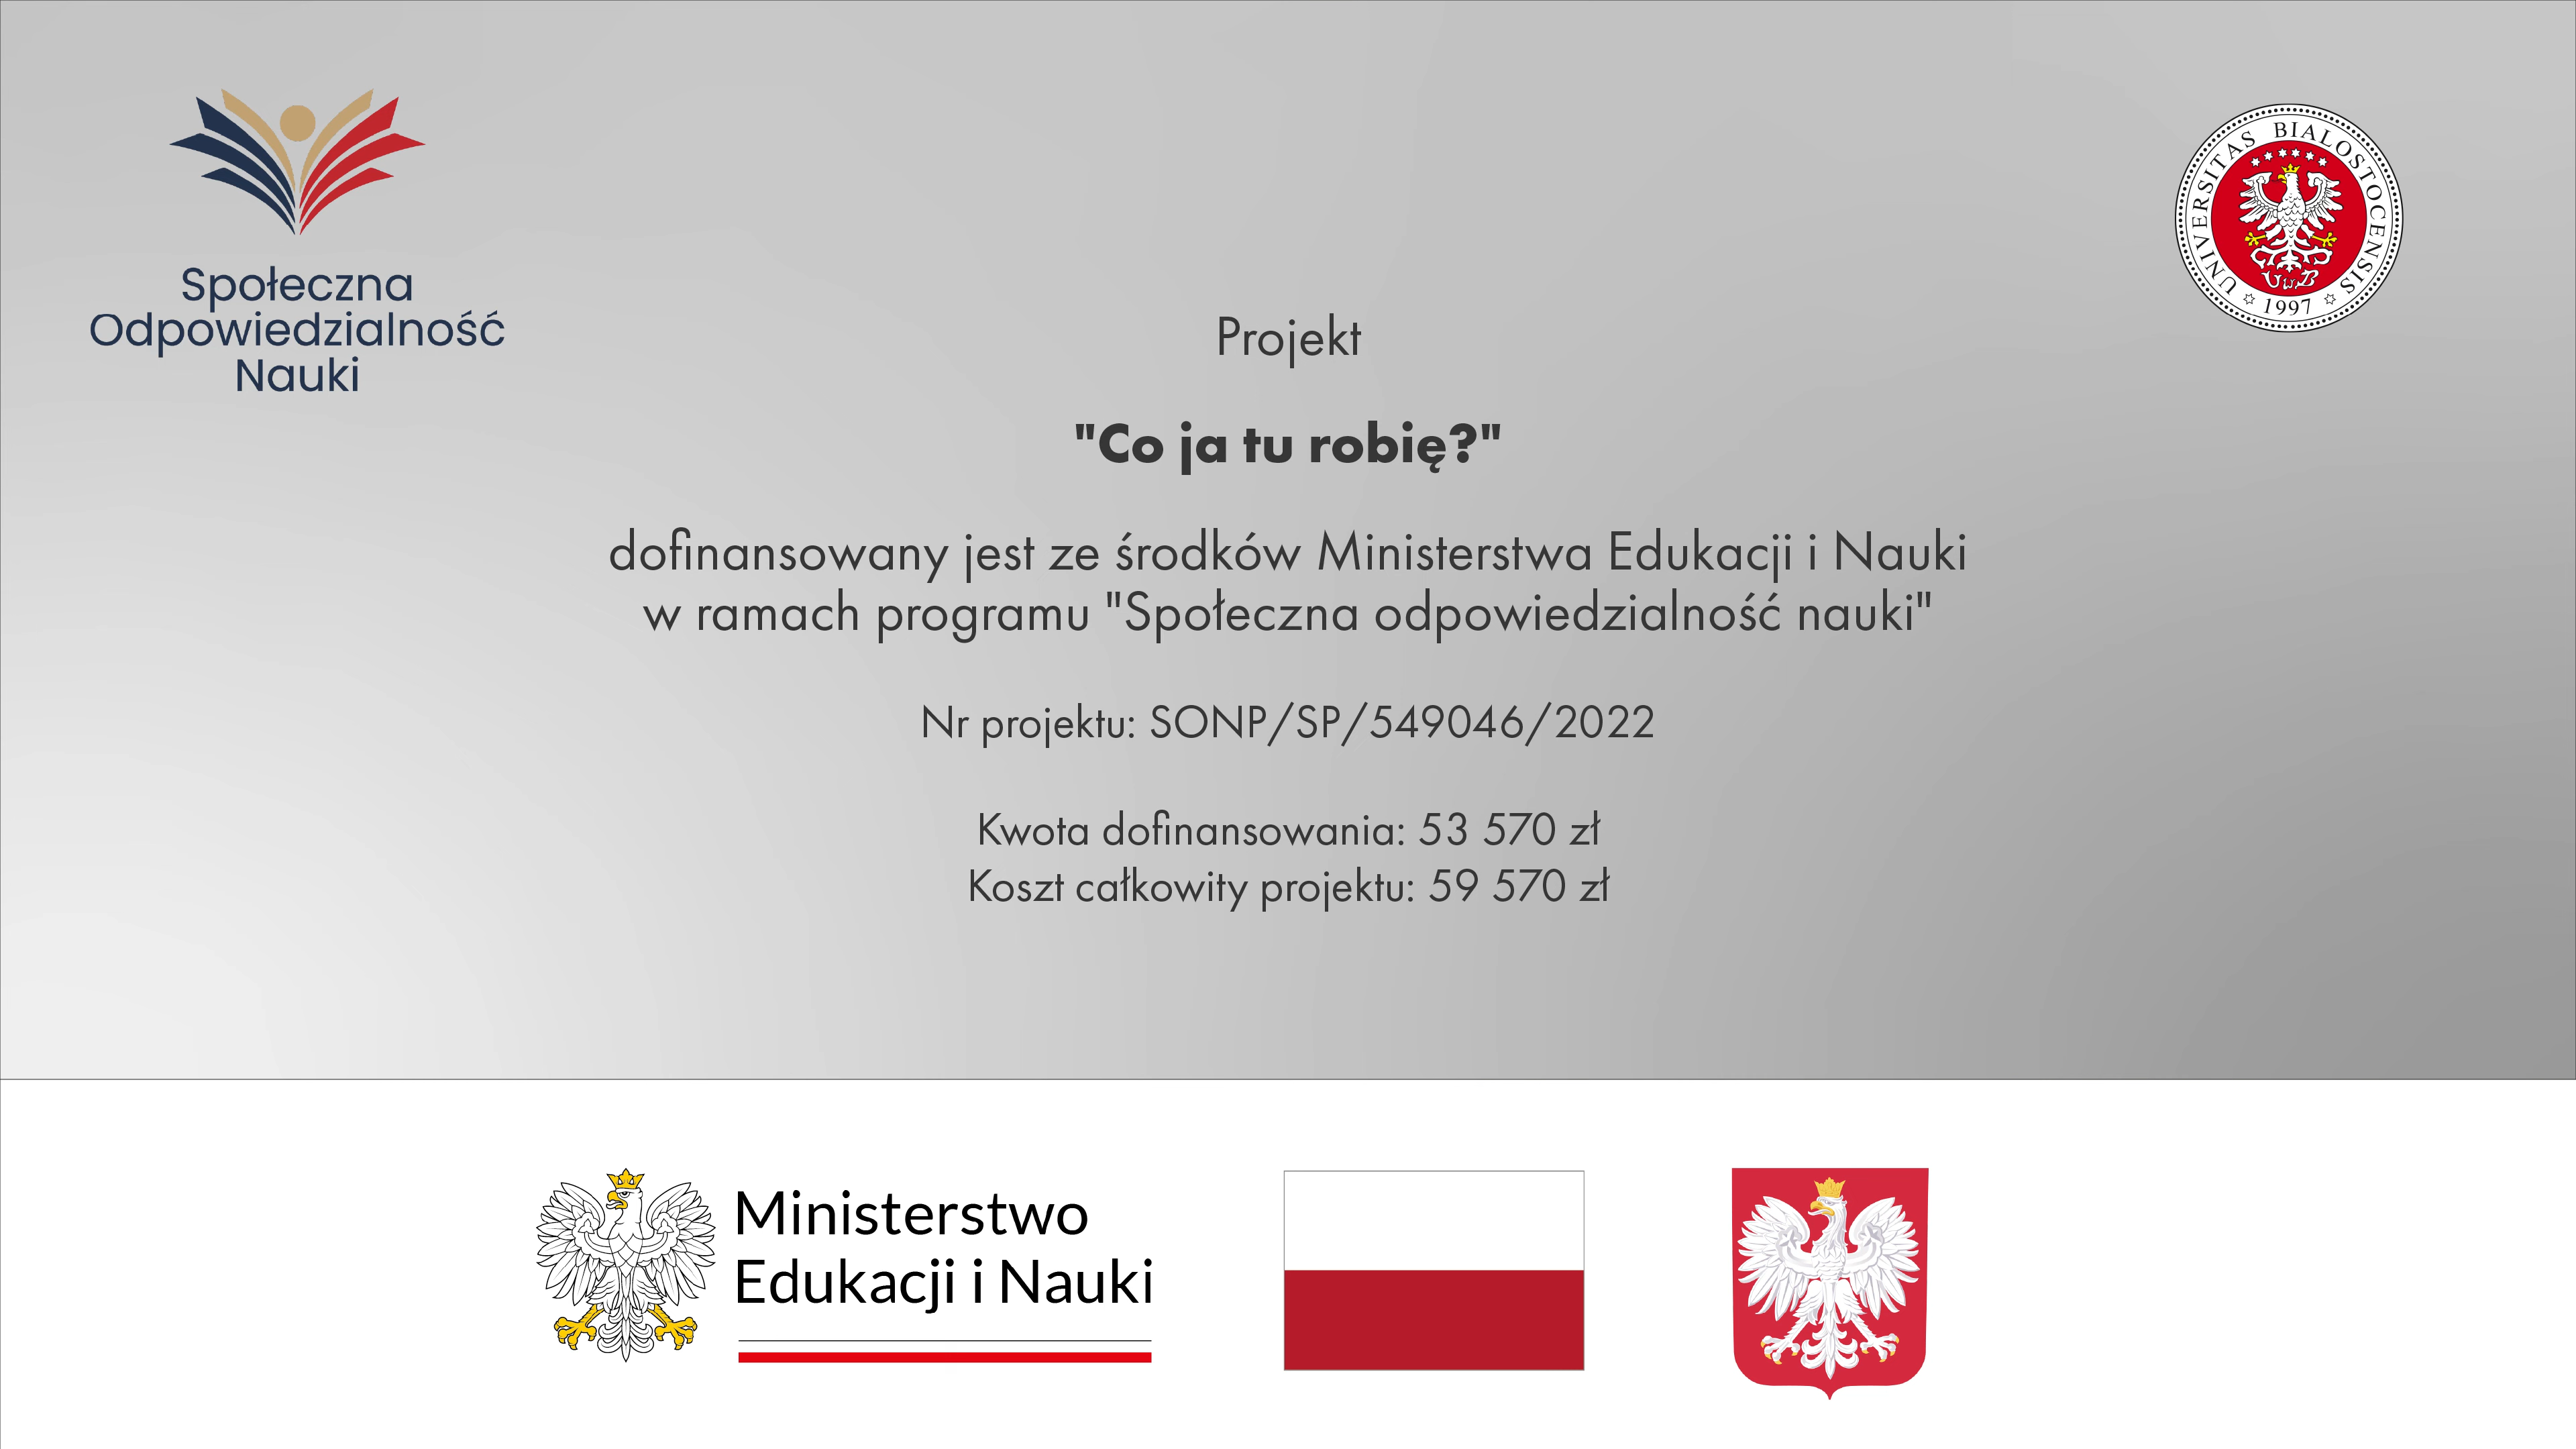 Społeczna
Odpowiedzialność
Nauki
UNIVERSITAS BIALOSTOCENSIS
UwB
1997
Projekt
"Co ja tu robię?"
dofinansowany jest ze środków Ministerstwa Edukacji i Nauki
w ramach programu "Społeczna odpowiedzialność nauki"
Nr projektu: SONP/SP/549046/2022
Kwota dofinansowania: 53 570 zł
Koszt całkowity projektu: 59 570 zł
Ministerstwo
Edukacji i Nauki